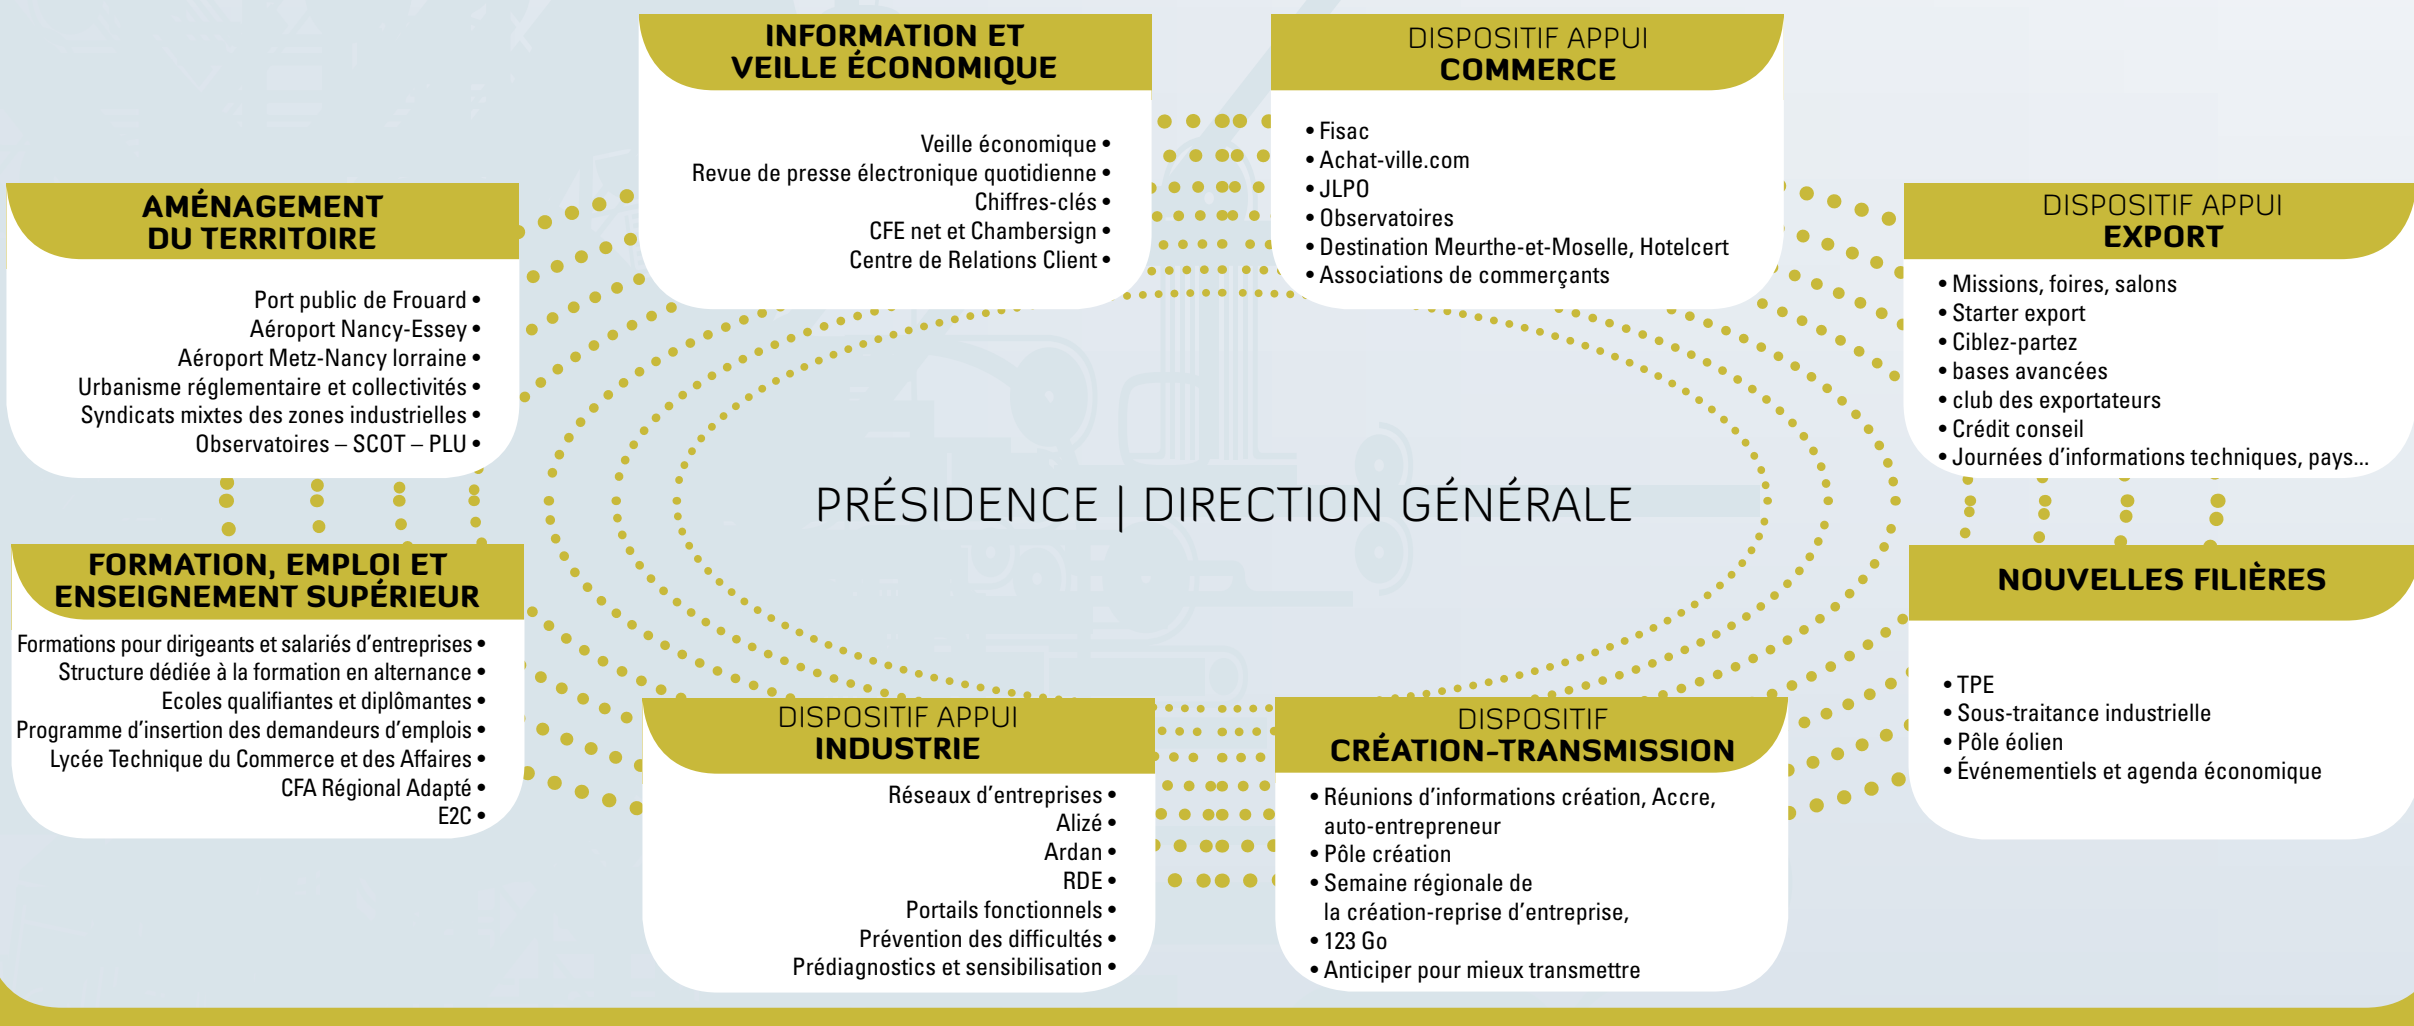 INFORMATION ET
VEILLE ÉCONOMIQUE
Veille économique •
Revue de presse électronique quotidienne •
Chiffres-clés •
CFE net et Chambersign •
Centre de Relations Client •
DISPOSITIF APPUI
COMMERCE
• Fisac
• Achat-ville.com
• JLPO
• Observatoires
• Destination Meurthe-et-Moselle, Hotelcert
• Associations de commerçants
AMÉNAGEMENT
DU TERRITOIRE
Port public de Frouard •
Aéroport Nancy-Essey •
Aéroport Metz-Nancy lorraine •
Urbanisme réglementaire et collectivités •
Syndicats mixtes des zones industrielles •
Observatoires – SCOT – PLU •
DISPOSITIF APPUI
EXPORT
• Missions, foires, salons
• Starter export
• Ciblez-partez
• bases avancées
• club des exportateurs
• Crédit conseil
• Journées d’informations techniques, pays...
PRÉSIDENCE | DIRECTION GÉNÉRALE
FORMATION, EMPLOI ET
ENSEIGNEMENT SUPÉRIEUR
Formations pour dirigeants et salariés d’entreprises •
Structure dédiée à la formation en alternance •
Ecoles qualifiantes et diplômantes •
Programme d’insertion des demandeurs d’emplois •
Lycée Technique du Commerce et des Affaires •
CFA Régional Adapté •
E2C •
NOUVELLES FILIÈRES
• TPE
• Sous-traitance industrielle
• Pôle éolien
• Événementiels et agenda économique
DISPOSITIF APPUI
INDUSTRIE
Réseaux d’entreprises •
Alizé •
Ardan •
RDE •
Portails fonctionnels •
Prévention des difficultés •
Prédiagnostics et sensibilisation •
DISPOSITIF
CRÉATION-TRANSMISSION
• Réunions d’informations création, Accre,
auto-entrepreneur
• Pôle création
• Semaine régionale de
la création-reprise d’entreprise,
• 123 Go
• Anticiper pour mieux transmettre